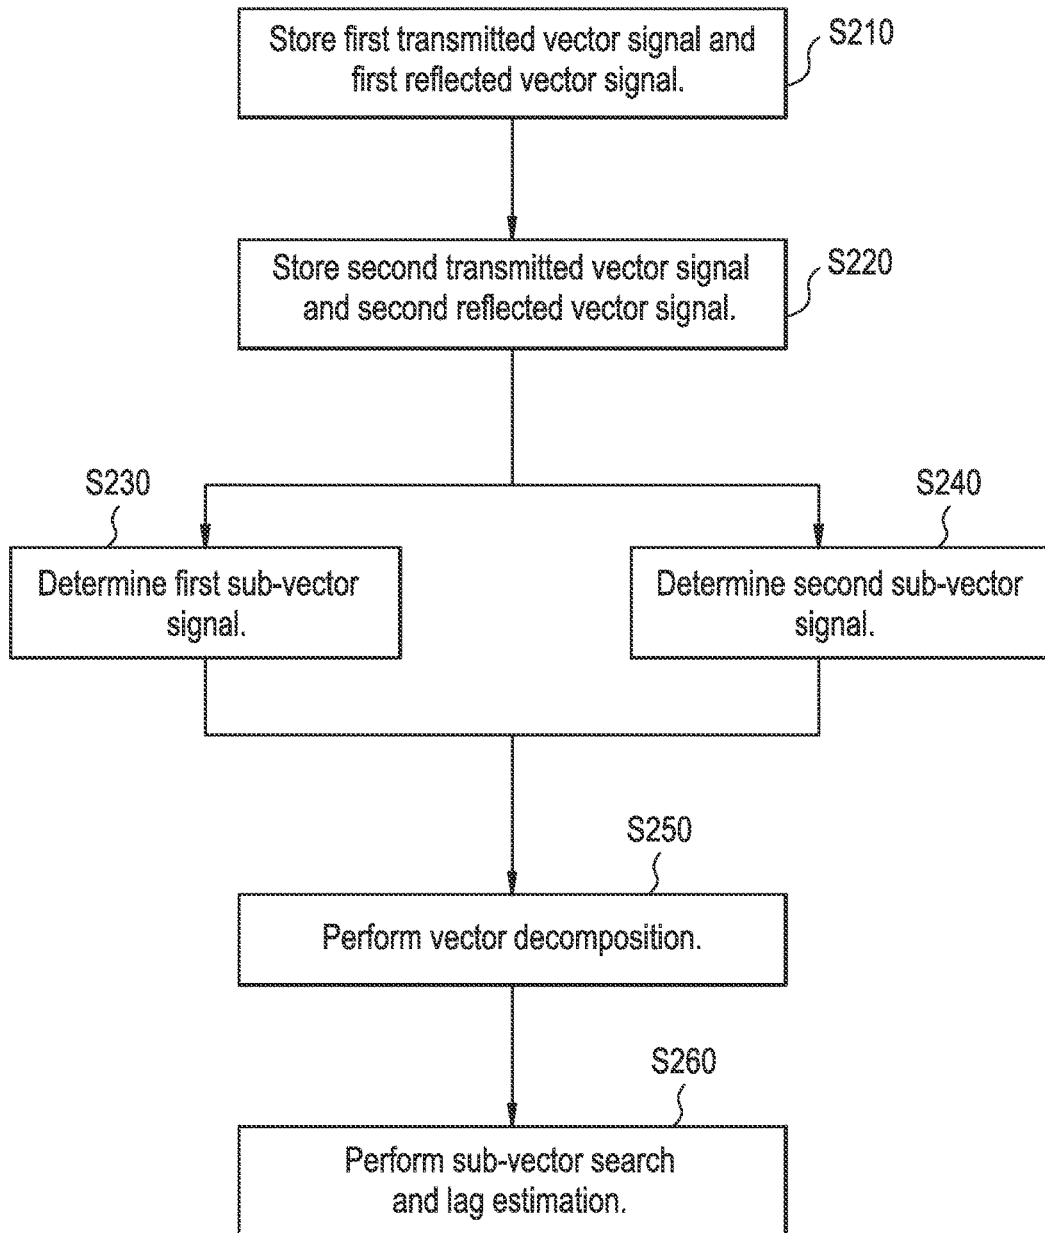 Store first transmitted vector signal and
first reflected vector signal.
S210
Store second transmitted vector signal
and second reflected vector signal.
S220
S230
Determine first sub-vector
signal.
S240
Determine second sub-vector
signal.
S250
Perform vector decomposition.
S260
Perform sub-vector search
and lag estimation.